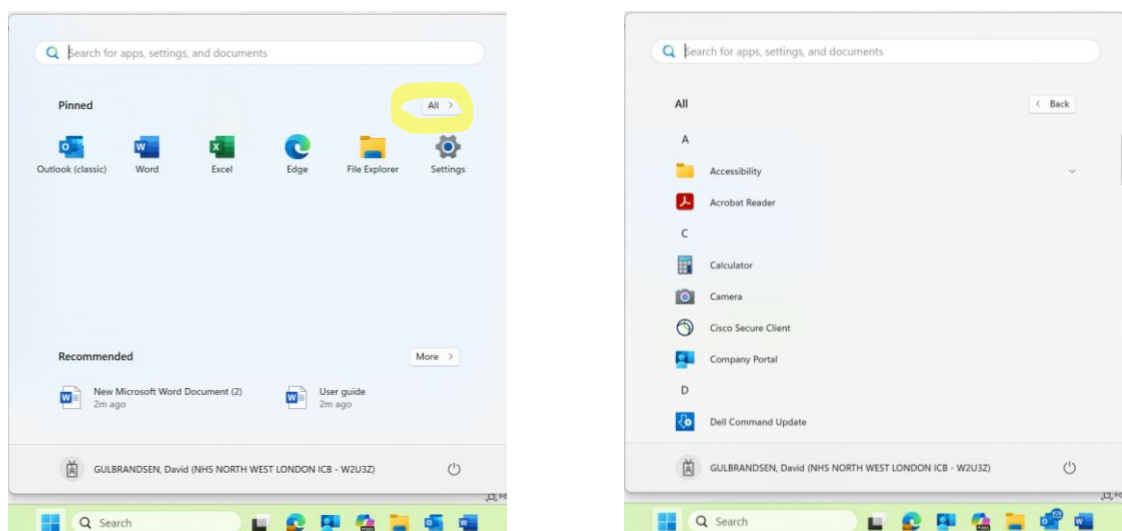 Search for apps, settings, and documents
Pinned
All >
Outlook (classic) Word Excel Edge File Explorer Settings
Recommended
More >
New Microsoft Word Document (2)
2m ago
User guide
2m ago
GULBRANDSEN, David (NHS NORTH WEST LONDON ICB - W2U3Z)
Search
Search for apps, settings, and documents
All
< Back
A
Accessibility
Acrobat Reader
C
Calculator
Camera
Cisco Secure Client
Company Portal
D
Dell Command Update
GULBRANDSEN, David (NHS NORTH WEST LONDON ICB - W2U3Z)
Search